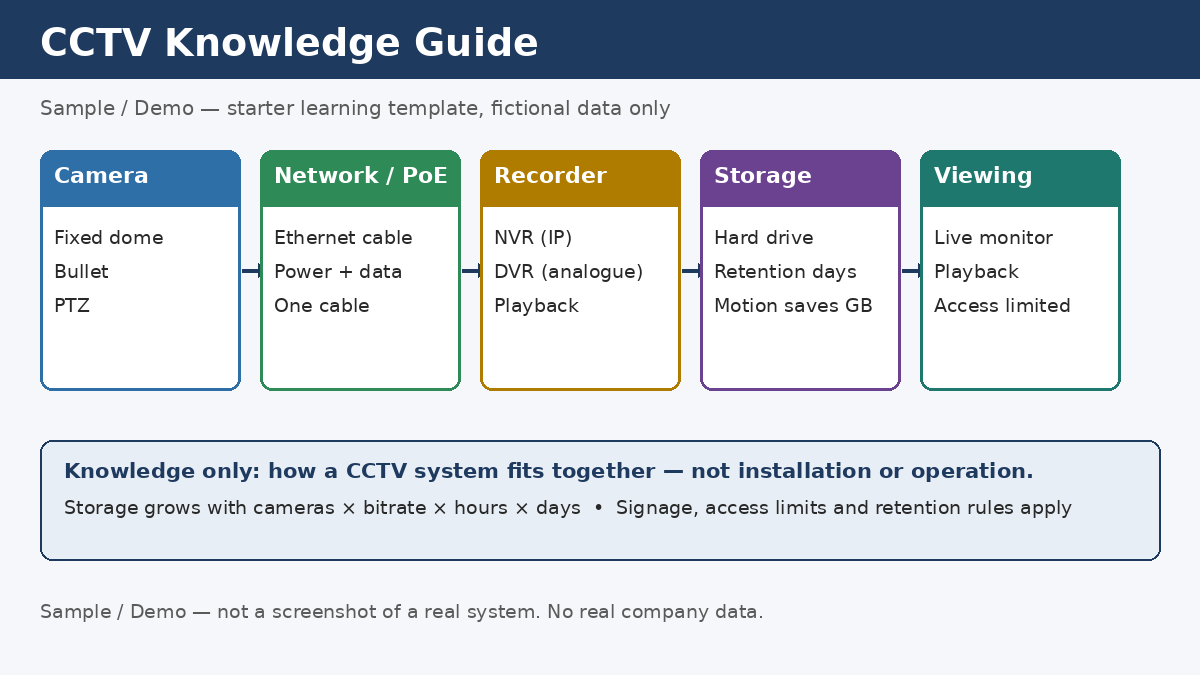 CCTV Knowledge Guide
Sample / Demo — starter learning template, fictional data only
Camera
Fixed dome
Bullet
PTZ
Network / PoE
Ethernet cable
Power + data
One cable
Recorder
NVR (IP)
DVR (analogue)
Playback
Storage
Hard drive
Retention days
Motion saves GB
Viewing
Live monitor
Playback
Access limited
Knowledge only: how a CCTV system fits together — not installation or operation.
Storage grows with cameras × bitrate × hours × days • Signage, access limits and retention rules apply
Sample / Demo — not a screenshot of a real system. No real company data.